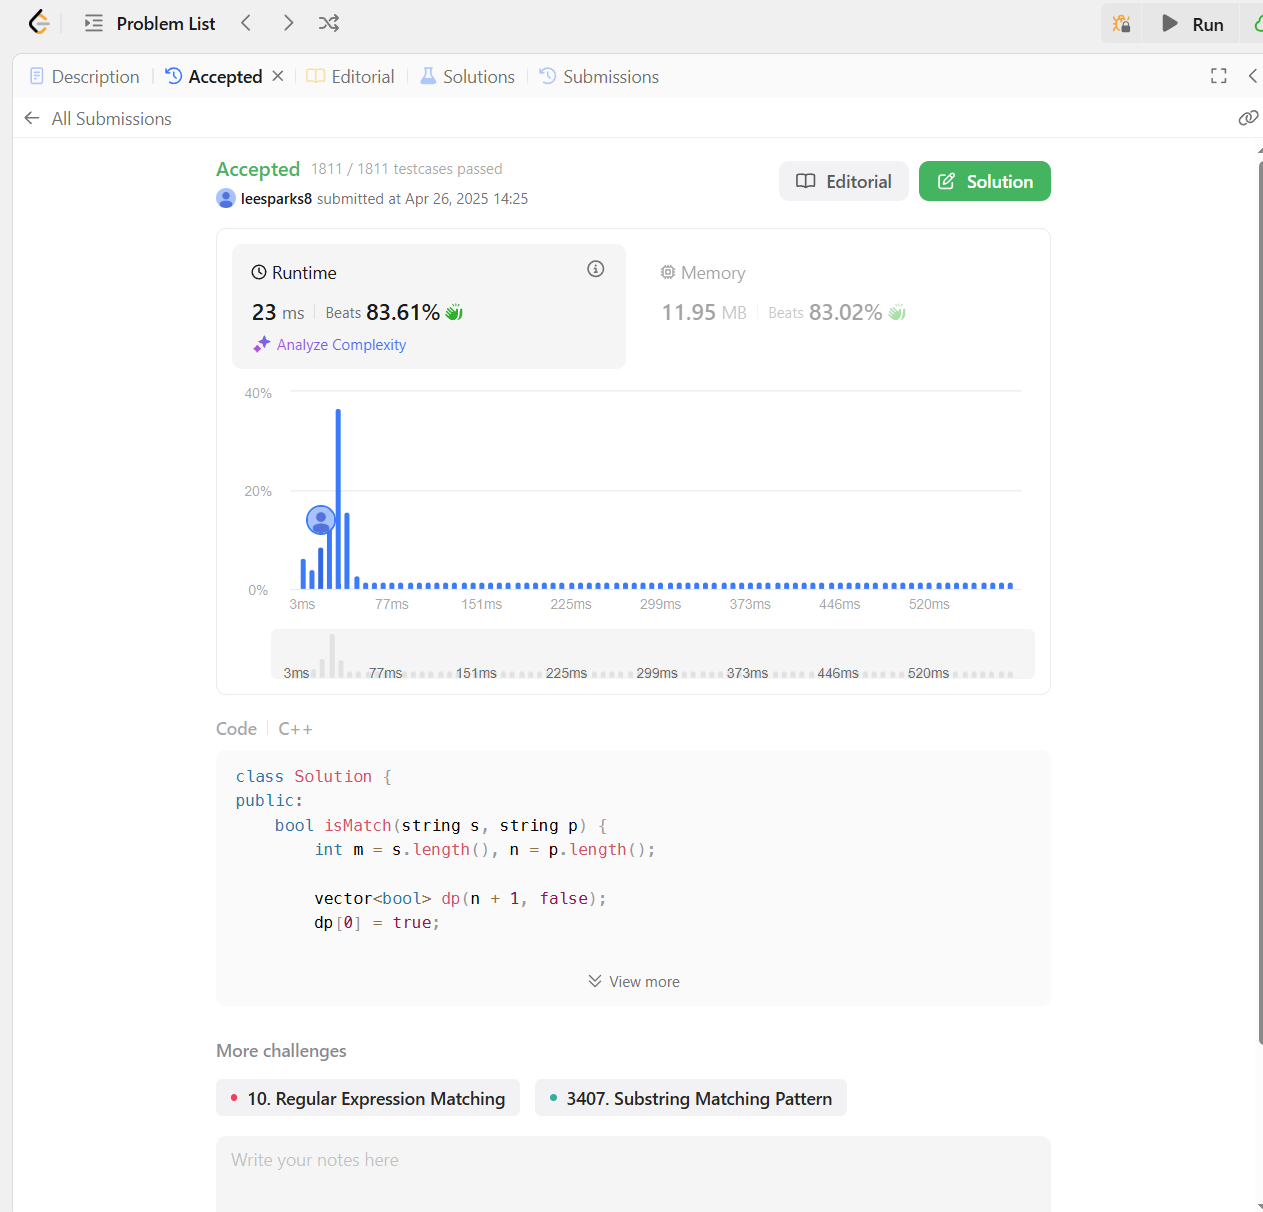 Problem List
Run
Description
Accepted
Editorial
Solutions
Submissions
All Submissions
Accepted 1811 / 1811 testcases passed
leesparks8 submitted at Apr 26, 2025 14:25
Editorial
Solution
Runtime
23 ms Beats 83.61%
Analyze Complexity
Memory
11.95 MB Beats 83.02%
40%
20%
0%
3ms 77ms 151ms 225ms 299ms 373ms 446ms 520ms
3ms 77ms 151ms 225ms 299ms 373ms 446ms 520ms
Code C++
class Solution {
public:
    bool isMatch(string s, string p) {
        int m = s.length(), n = p.length();
        vector<bool> dp(n + 1, false);
        dp[0] = true;
View more
More challenges
10. Regular Expression Matching
3407. Substring Matching Pattern
Write your notes here